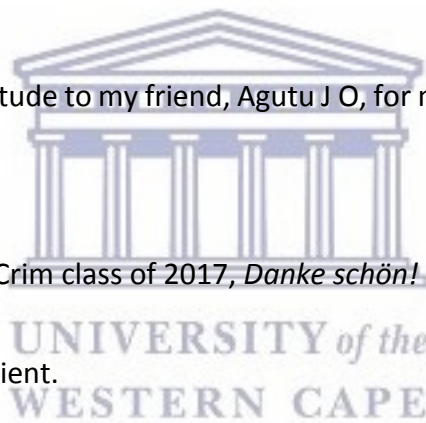 tude to my friend, Agutu J O, for
Crim class of 2017, Danke schön!
UNIVERSITY of the
ient.
WESTERN CAPE